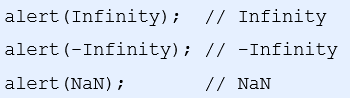 alert(Infinity);  // Infinity
alert(-Infinity); // -Infinity
alert(NaN);       // NaN